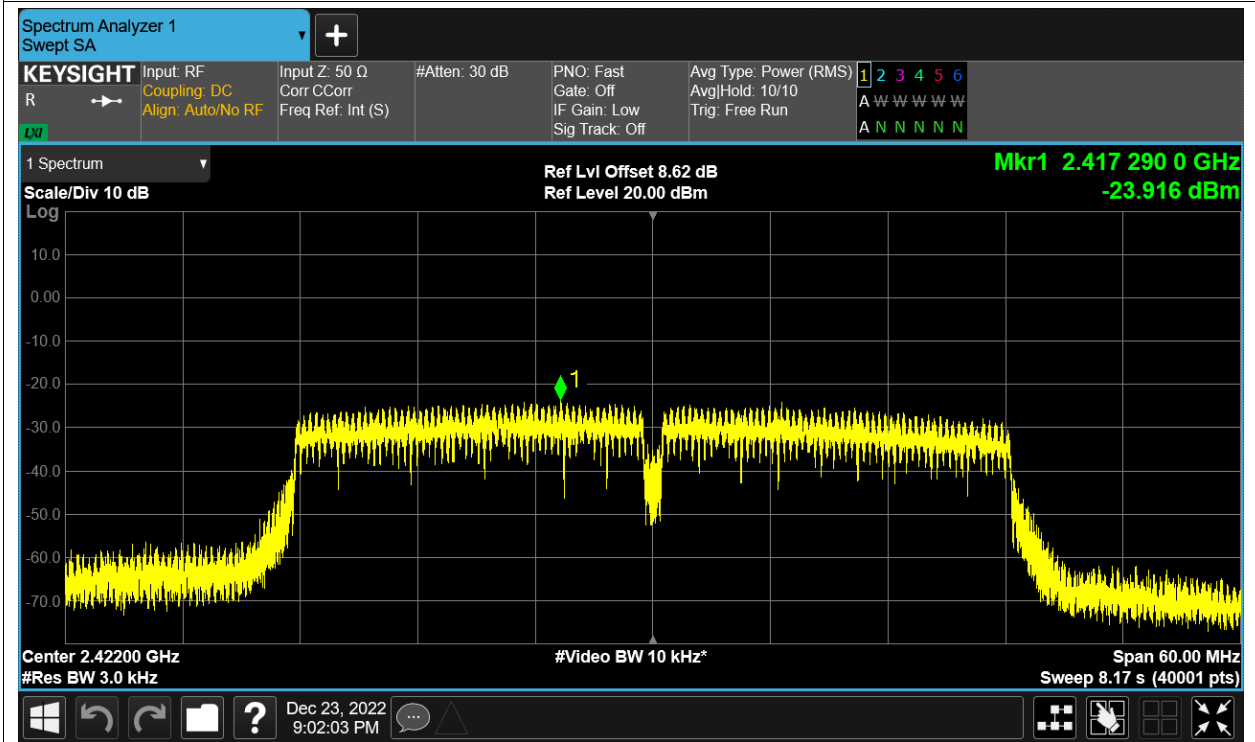 Spectrum Analyzer 1
Swept SA
KEYSIGHT
R
LXI
Input: RF
Coupling: DC
Align: Auto/No RF
Input Z: 50 Ω
Corr CCorr
Freq Ref: Int (S)
#Atten: 30 dB
PNO: Fast
Gate: Off
IF Gain: Low
Sig Track: Off
Avg Type: Power (RMS)
Avg|Hold: 10/10
Trig: Free Run
1 2 3 4 5 6
A W W W W W
A N N N N N
1 Spectrum
Scale/Div 10 dB
Log
Ref Lvl Offset 8.62 dB
Ref Level 20.00 dBm
Mkr1 2.417 290 0 GHz
-23.916 dBm
10.0
0.00
-10.0
-20.0
-30.0
-40.0
-50.0
-60.0
-70.0
1
Center 2.42200 GHz
#Res BW 3.0 kHz
#Video BW 10 kHz*
Span 60.00 MHz
Sweep 8.17 s (40001 pts)
?
Dec 23, 2022
9:02:03 PM